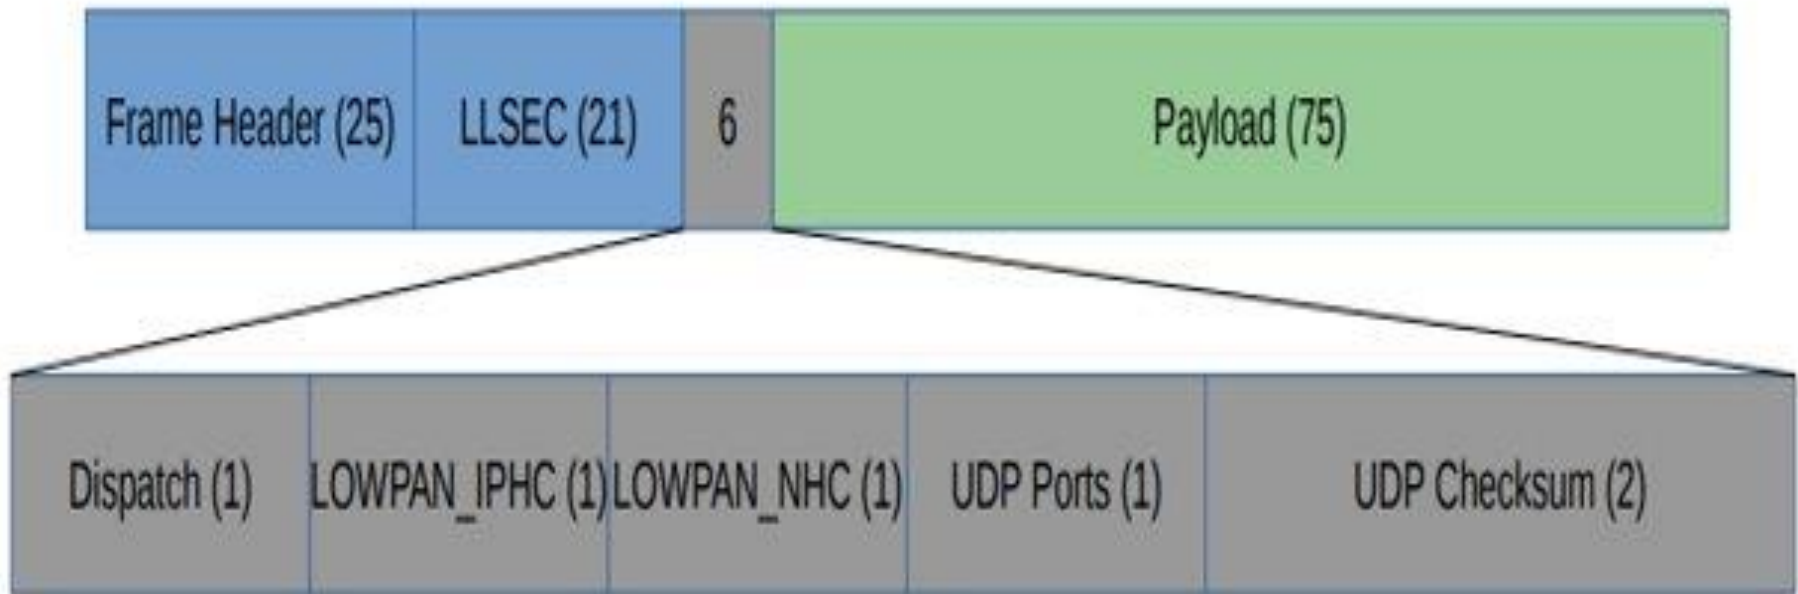 Frame Header (25) LLSEC (21) 6 Payload (75)
Dispatch (1) LOWPAN_IPHC (1) LOWPAN_NHC (1) UDP Ports (1) UDP Checksum (2)